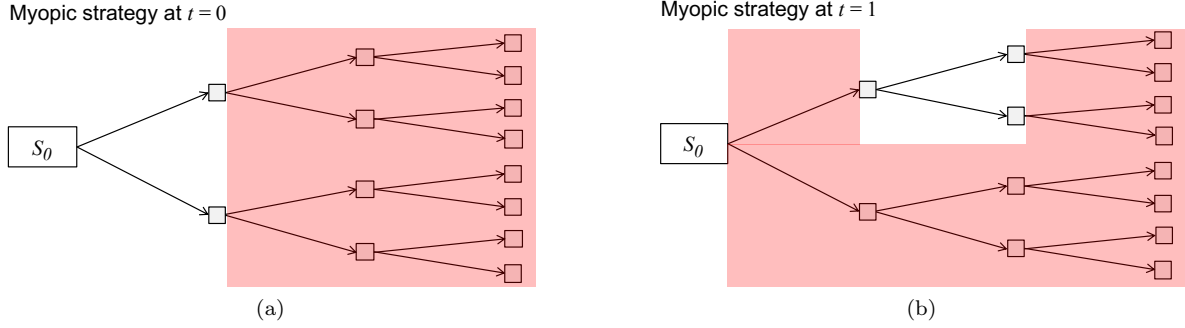 Myopic strategy at t = 0
Myopic strategy at t = 1
S0
S0
(a)
(b)